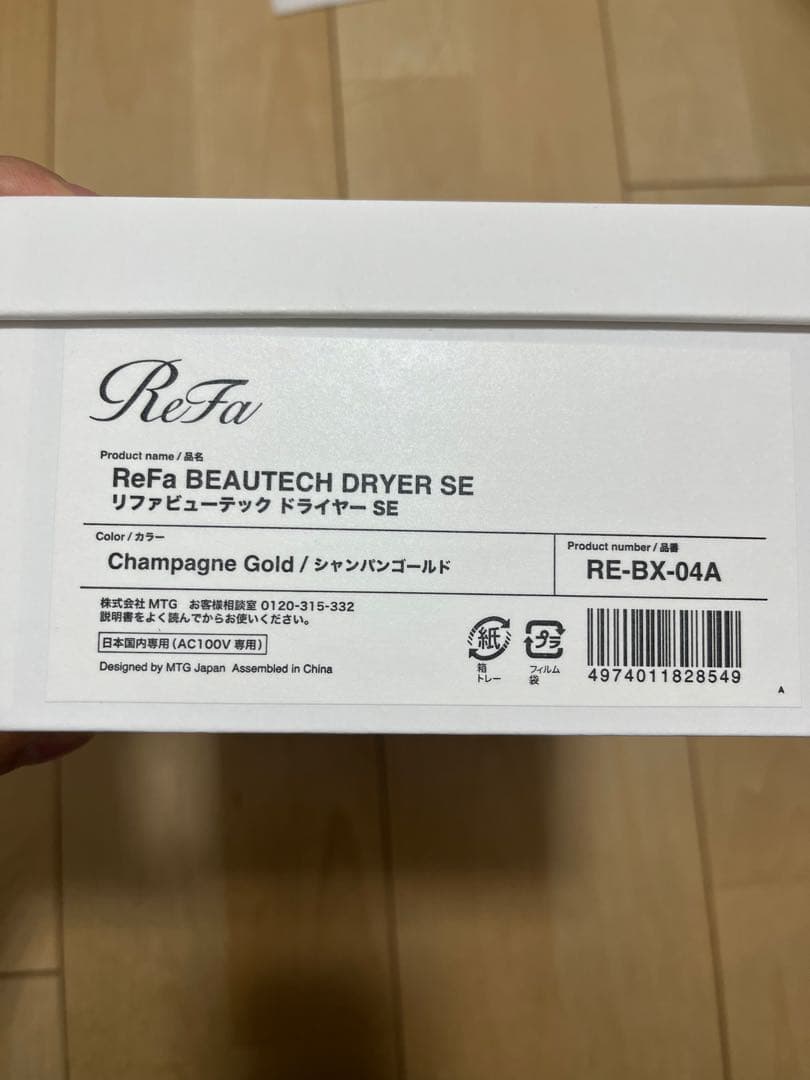 ReFa
Product name / 品名
ReFa BEAUTECH DRYER SE
リファビューテック ドライヤー SE
Color / カラー
Champagne Gold / シャンパンゴールド
Product number / 品番
RE-BX-04A
株式会社 MTG お客様相談室 0120-315-332
説明書をよく読んでからお使いください。
日本国内専用(AC100V 専用)
Designed by MTG Japan Assembled in China
紙
箱
トレー
プラ
フィルム
袋
4974011828549
A